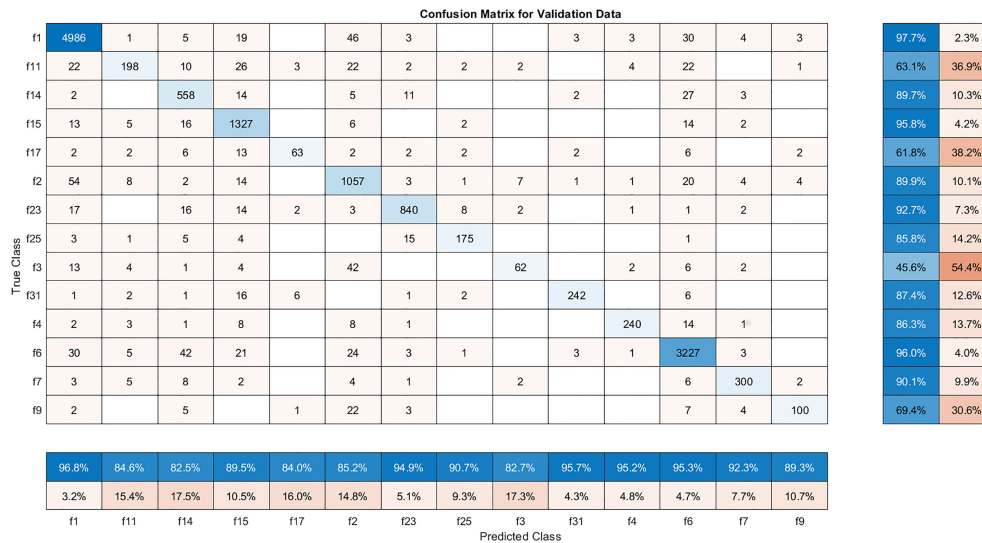 Confusion Matrix for Validation Data
f1 4986 1 5 19 46 3 3 3 30 4 3 97.7% 2.3%
f11 22 198 10 26 3 22 2 2 2 4 22 1 63.1% 36.9%
f14 2 558 14 5 11 2 27 3 89.7% 10.3%
f15 13 5 16 1327 6 2 14 2 95.8% 4.2%
f17 2 2 6 13 63 2 2 2 2 6 2 61.8% 38.2%
f2 54 8 2 14 1057 3 1 7 1 1 20 4 4 89.9% 10.1%
f23 17 16 14 2 3 840 8 2 1 1 2 92.7% 7.3%
f25 3 1 5 4 15 175 1 85.8% 14.2%
f3 13 4 1 4 42 62 2 6 2 45.6% 54.4%
f31 1 2 1 16 6 1 2 242 6 87.4% 12.6%
f4 2 3 1 8 8 1 240 14 1 86.3% 13.7%
f6 30 5 42 21 24 3 1 3 1 3227 3 96.0% 4.0%
f7 3 5 8 2 4 1 2 6 300 2 90.1% 9.9%
f9 2 5 1 22 3 7 4 100 69.4% 30.6%
True Class
96.8% 84.6% 82.5% 89.5% 84.0% 85.2% 94.9% 90.7% 82.7% 95.7% 95.2% 95.3% 92.3% 89.3%
3.2% 15.4% 17.5% 10.5% 16.0% 14.8% 5.1% 9.3% 17.3% 4.3% 4.8% 4.7% 7.7% 10.7%
f1 f11 f14 f15 f17 f2 f23 f25 f3 f31 f4 f6 f7 f9
Predicted Class